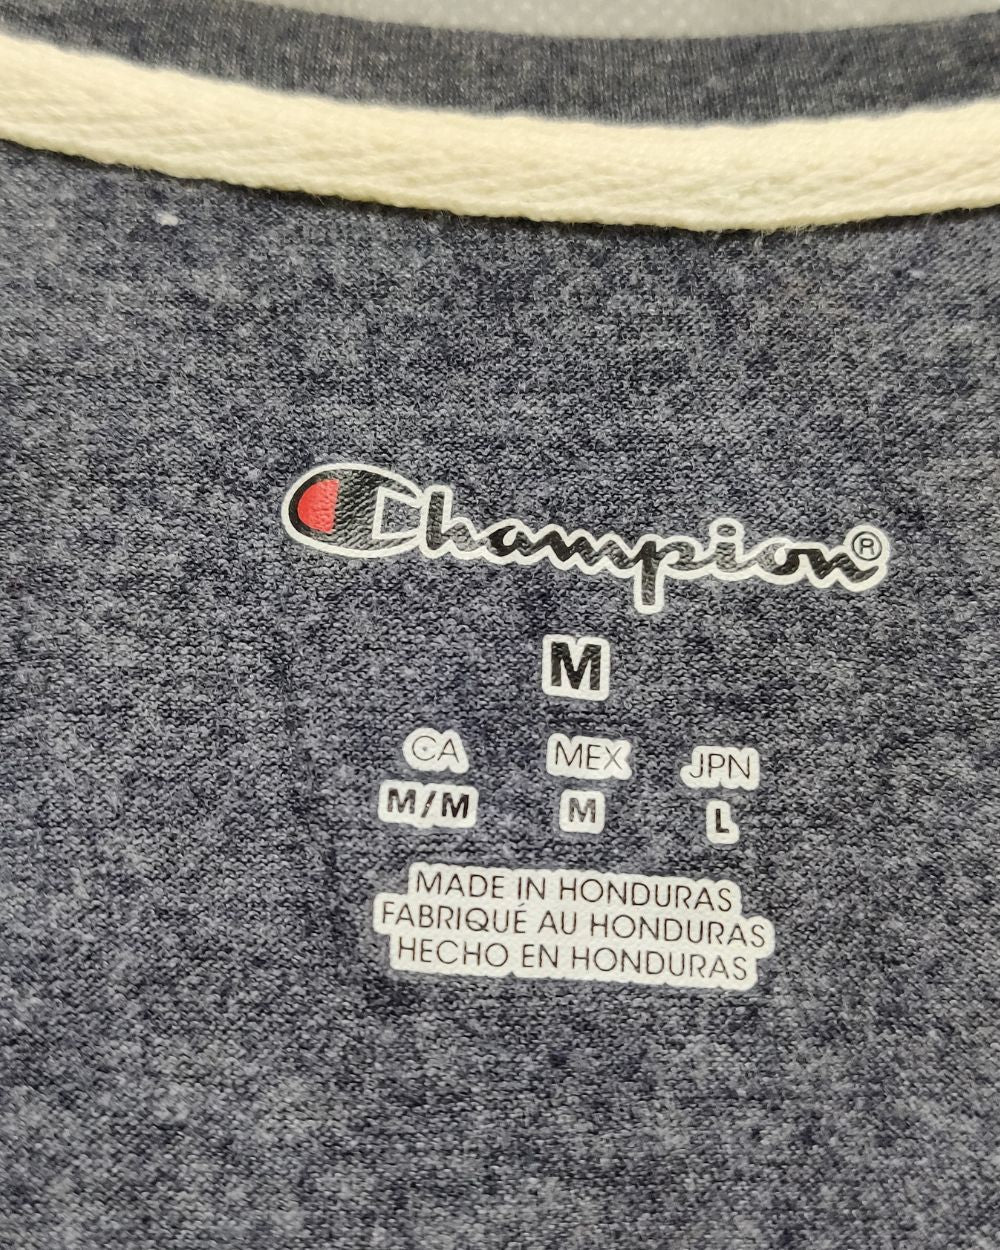 Champion®
M
CA MEX JPN
M/M M L
MADE IN HONDURAS
FABRIQUÉ AU HONDURAS
HECHO EN HONDURAS